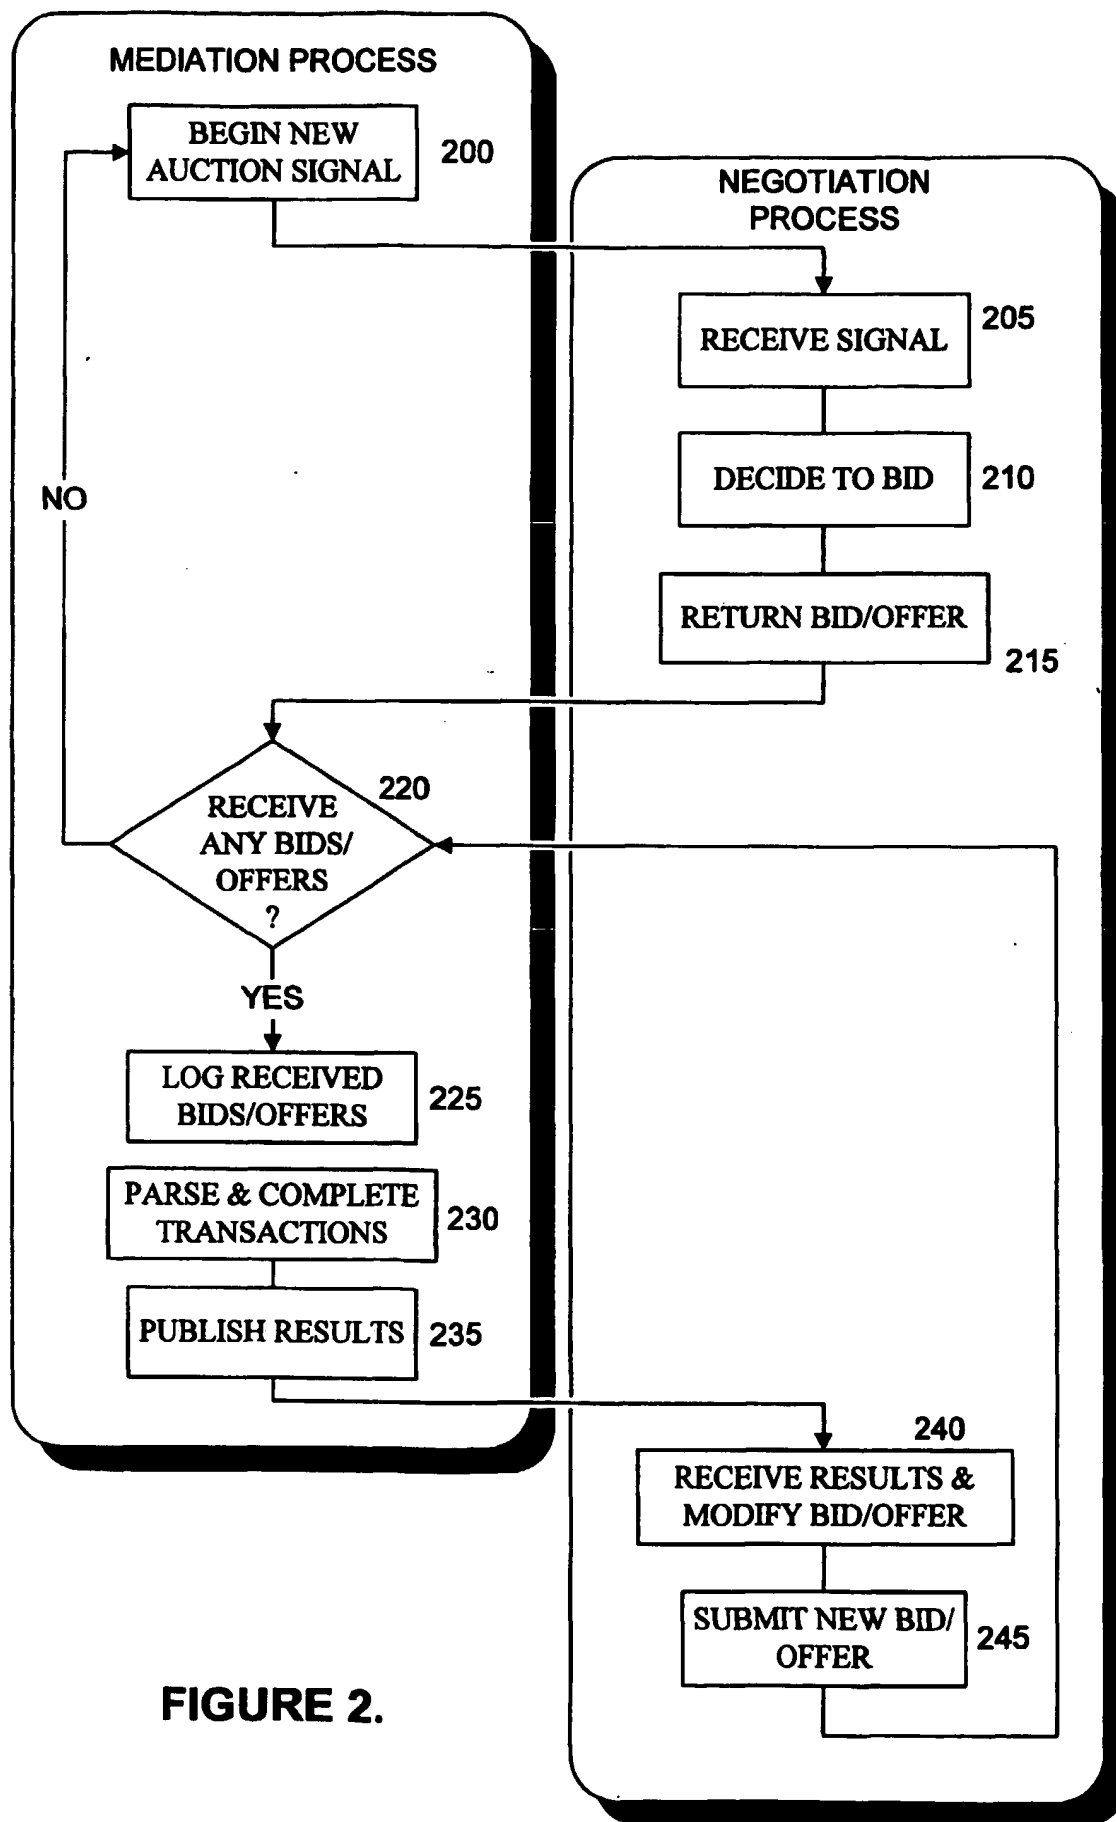 MEDIATION PROCESS
BEGIN NEW
AUCTION SIGNAL
200
NEGOTIATION
PROCESS
205
RECEIVE SIGNAL
DECIDE TO BID
210
NO
RETURN BID/OFFER
215
220
RECEIVE
ANY BIDS/
OFFERS
?
YES
LOG RECEIVED
BIDS/OFFERS
225
PARSE & COMPLETE
TRANSACTIONS
230
PUBLISH RESULTS
235
240
RECEIVE RESULTS &
MODIFY BID/OFFER
SUBMIT NEW BID/
OFFER
245
FIGURE 2.